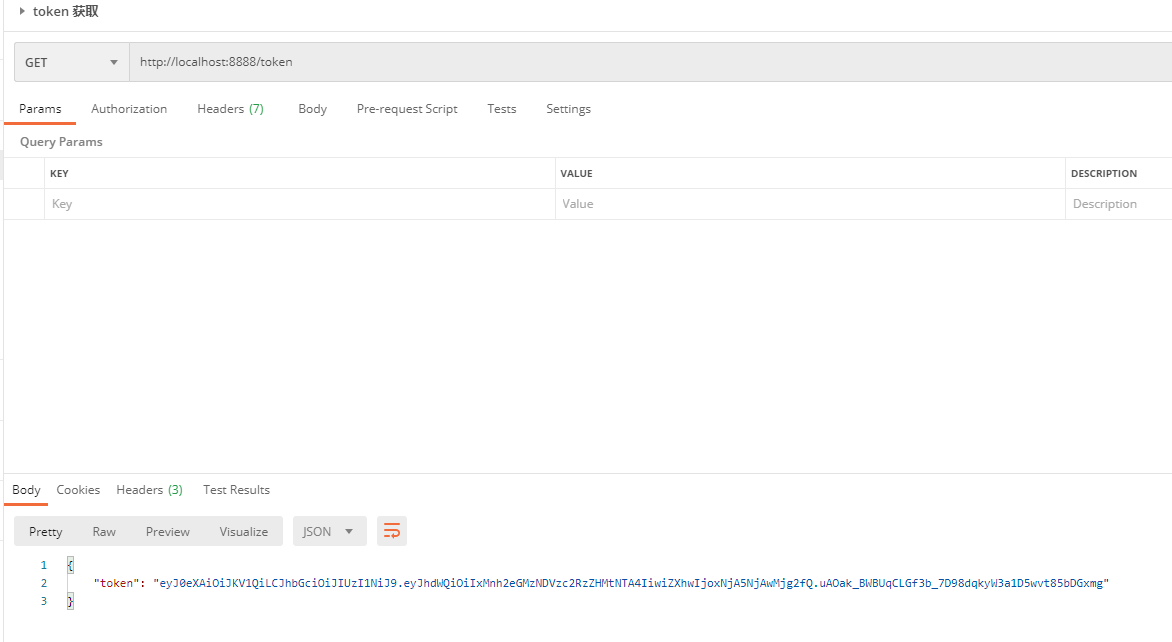 token 获取
GET http://localhost:8888/token
Params Authorization Headers (7) Body Pre-request Script Tests Settings
Query Params
KEY VALUE DESCRIPTION
Key Value Description
Body Cookies Headers (3) Test Results
Pretty Raw Preview Visualize JSON
1 {
2 "token": "eyJ0eXAiOiJKV1QiLCJhbGciOiJIUzI1NiJ9.eyJhdWQiOiIxMnh2eGMzNDVzc2RzZHMtNTA4IiwiZXhwIjoxNjA5NjAwMjg2fQ.uAOak_BWBUqCLGf3b_7D98dqkyW3a1D5wvt85bDGxmg"
3 }